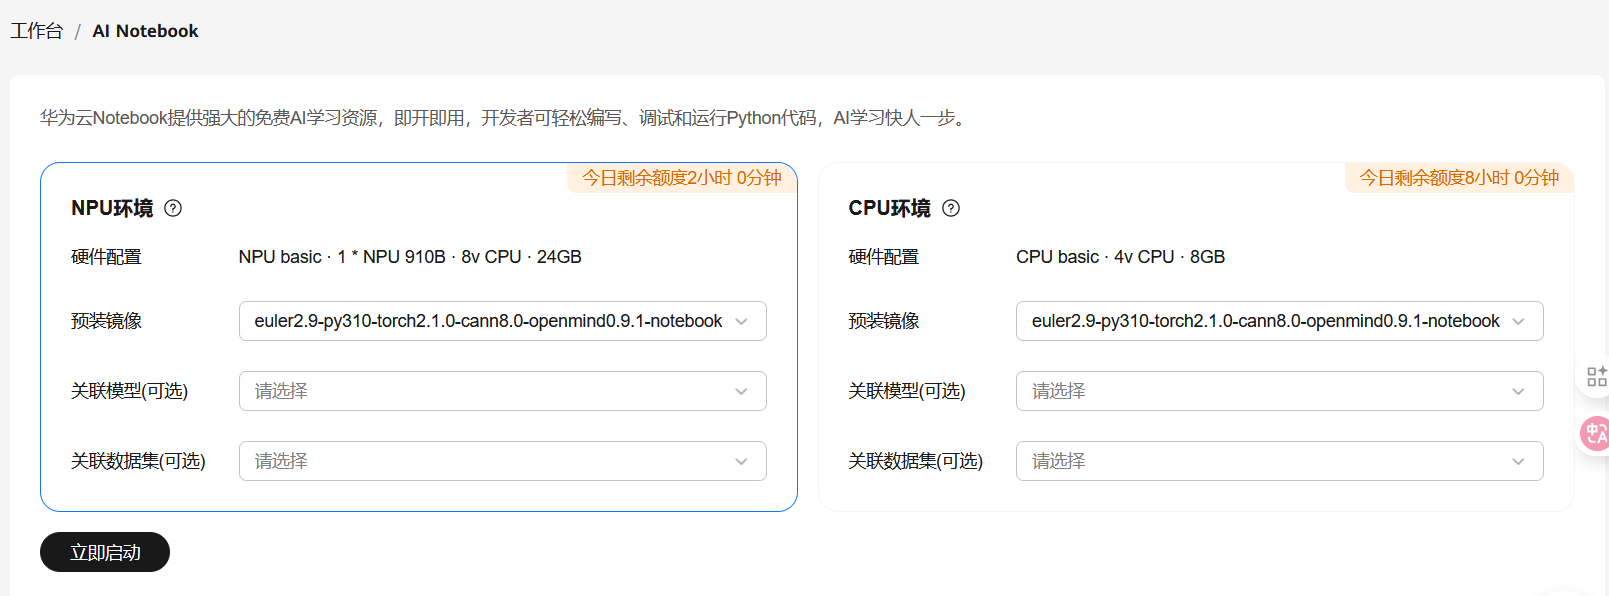 工作台 / AI Notebook
华为云Notebook提供强大的免费AI学习资源，即开即用，开发者可轻松编写、调试和运行Python代码，AI学习快人一步。
今日剩余额度2小时 0分钟
NPU环境 ?
硬件配置 NPU basic · 1 * NPU 910B · 8v CPU · 24GB
预装镜像 euler2.9-py310-torch2.1.0-cann8.0-openmind0.9.1-notebook
关联模型(可选) 请选择
关联数据集(可选) 请选择
今日剩余额度8小时 0分钟
CPU环境 ?
硬件配置 CPU basic · 4v CPU · 8GB
预装镜像 euler2.9-py310-torch2.1.0-cann8.0-openmind0.9.1-notebook
关联模型(可选) 请选择
关联数据集(可选) 请选择
立即启动
中A